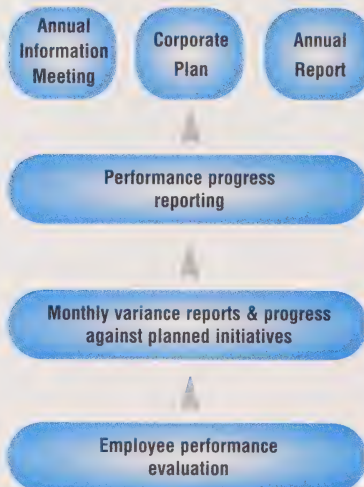 Annual
Information
Meeting
Corporate
Plan
Annual
Report
Performance progress
reporting
Monthly variance reports & progress
against planned initiatives
Employee performance
evaluation